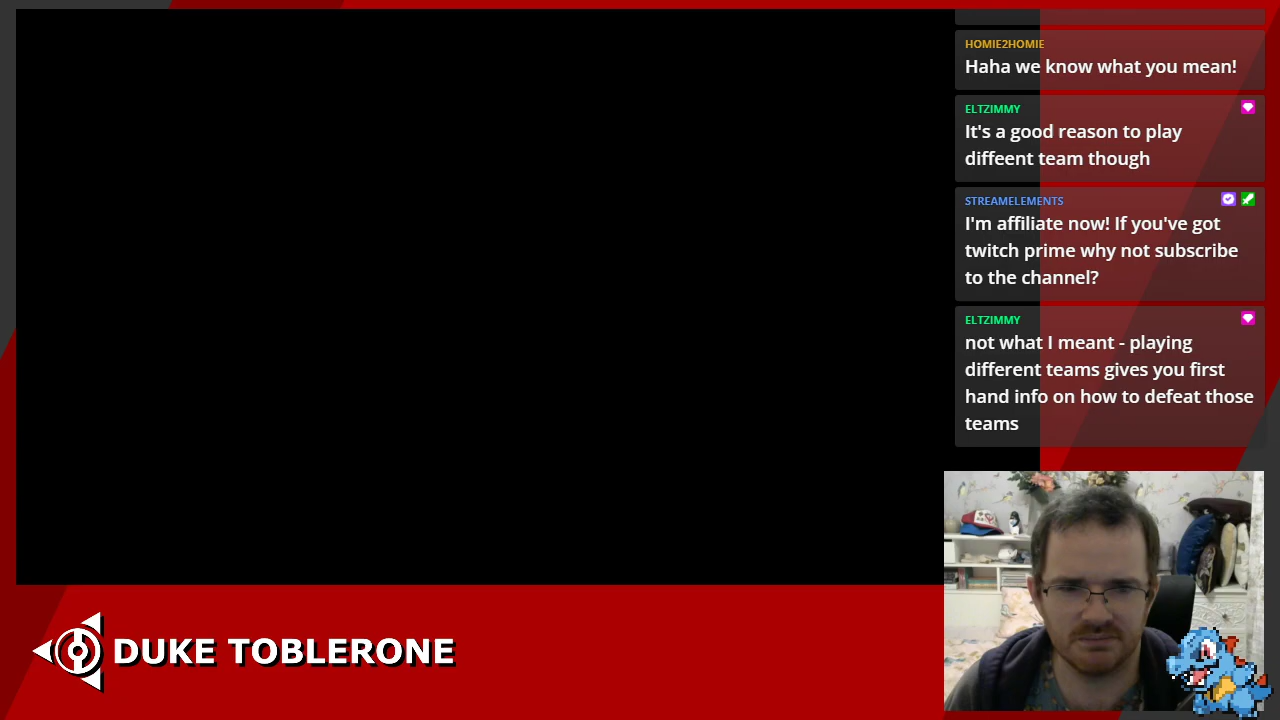 HOMIE2HOMIE
Haha we know what you mean!
ELTZIMMY
It's a good reason to play
diffeent team though
STREAMELEMENTS
I'm affiliate now! If you've got
twitch prime why not subscribe
to the channel?
ELTZIMMY
not what I meant - playing
different teams gives you first
hand info on how to defeat those
teams
DUKE TOBLERONE